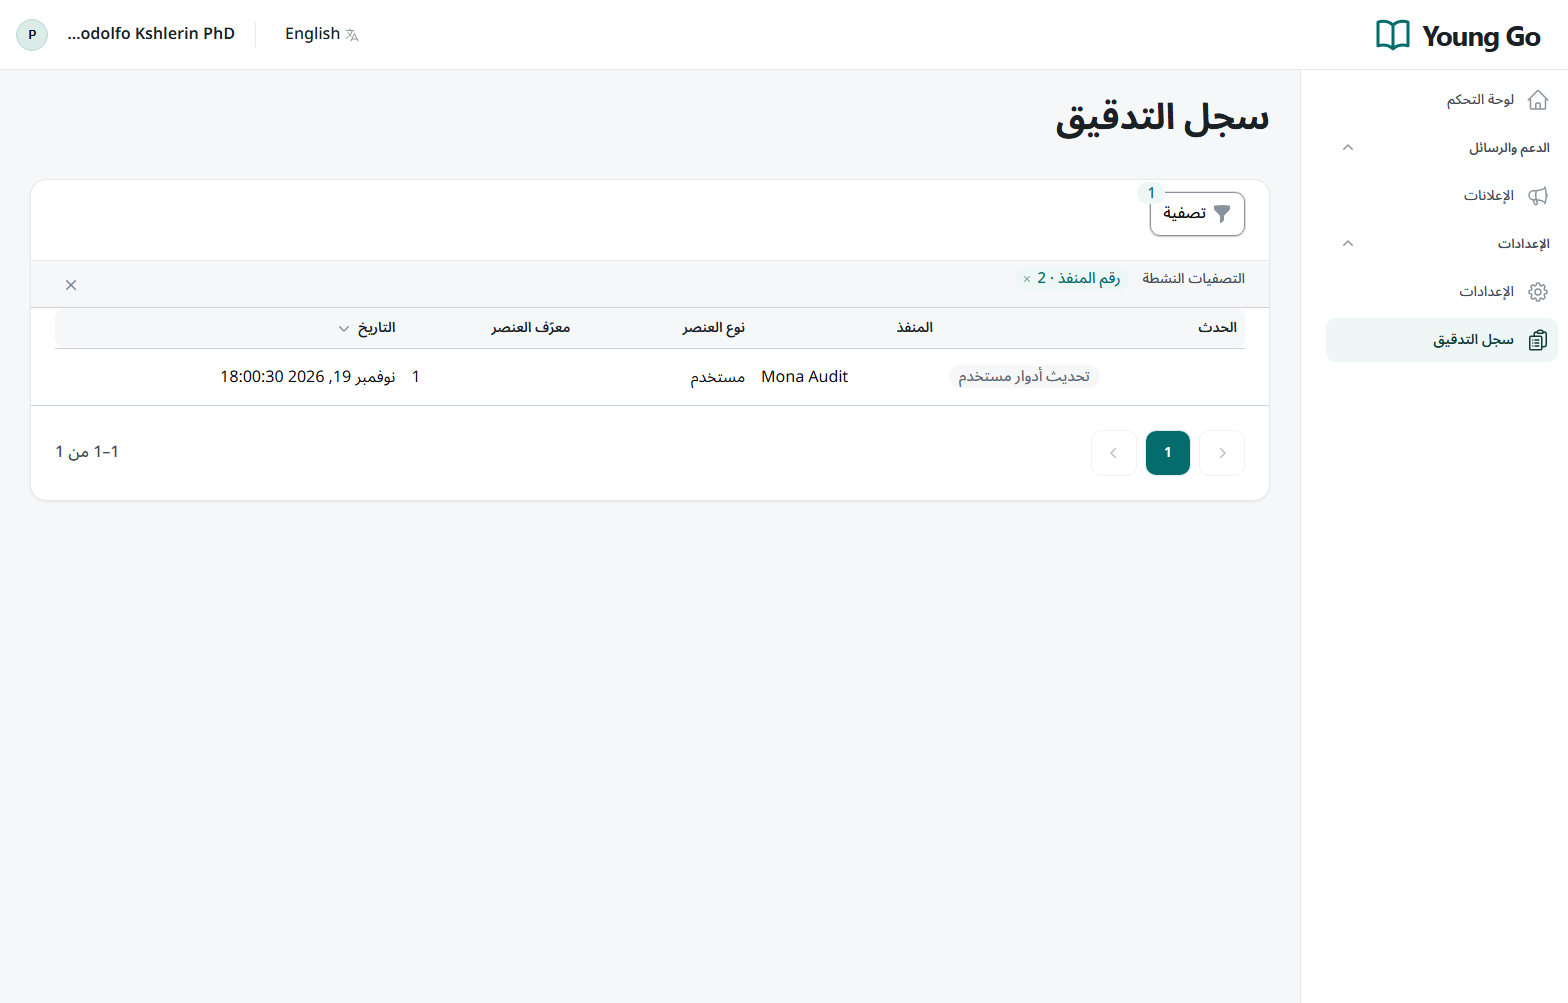 Young Go
English
...odolfo Kshlerin PhD
P
لوحة التحكم
الدعم والرسائل
الإعلانات
الإعدادات
الإعدادات
سجل التدقيق
سجل التدقيق
تصفية
1
التصفيات النشطة
رقم المنفذ · 2 ×
الحدث المنفذ نوع العنصر معرّف العنصر التاريخ
تحديث أدوار مستخدم Mona Audit مستخدم 1 نوفمبر 19, 2026 18:00:30
1
1–1 من 1